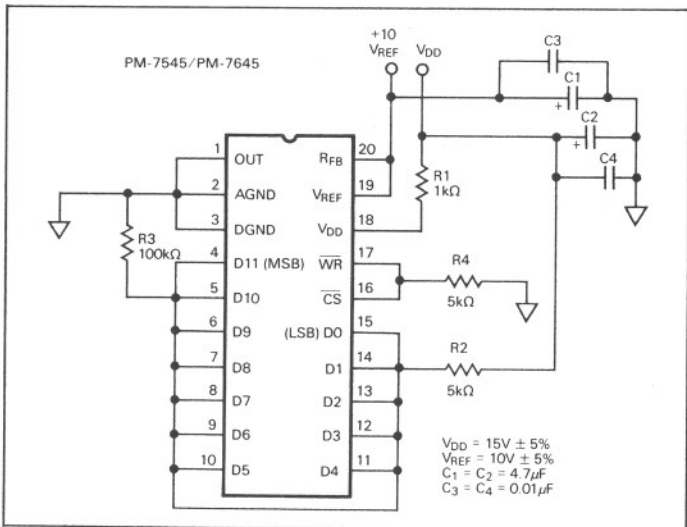 PM-7545/PM-7645
+10
VREF
VDD
C3
C1
+
C2
+
C4
R1
1kΩ
1
OUT
RFB
20
2
AGND
VREF
19
3
DGND
VDD
18
R3
100kΩ
4
D11 (MSB)
WR
17
5
D10
CS
16
R4
5kΩ
6
D9
(LSB) D0
15
7
D8
D1
14
R2
5kΩ
8
D7
D2
13
9
D6
D3
12
10
D5
D4
11
VDD = 15V ± 5%
VREF = 10V ± 5%
C1 = C2 = 4.7μF
C3 = C4 = 0.01μF